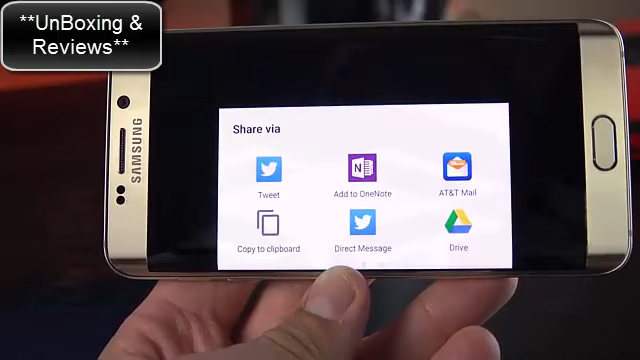 **UnBoxing &
Reviews**
SAMSUNG
Share via
Tweet
Add to OneNote
AT&T Mail
Copy to clipboard
Direct Message
Drive